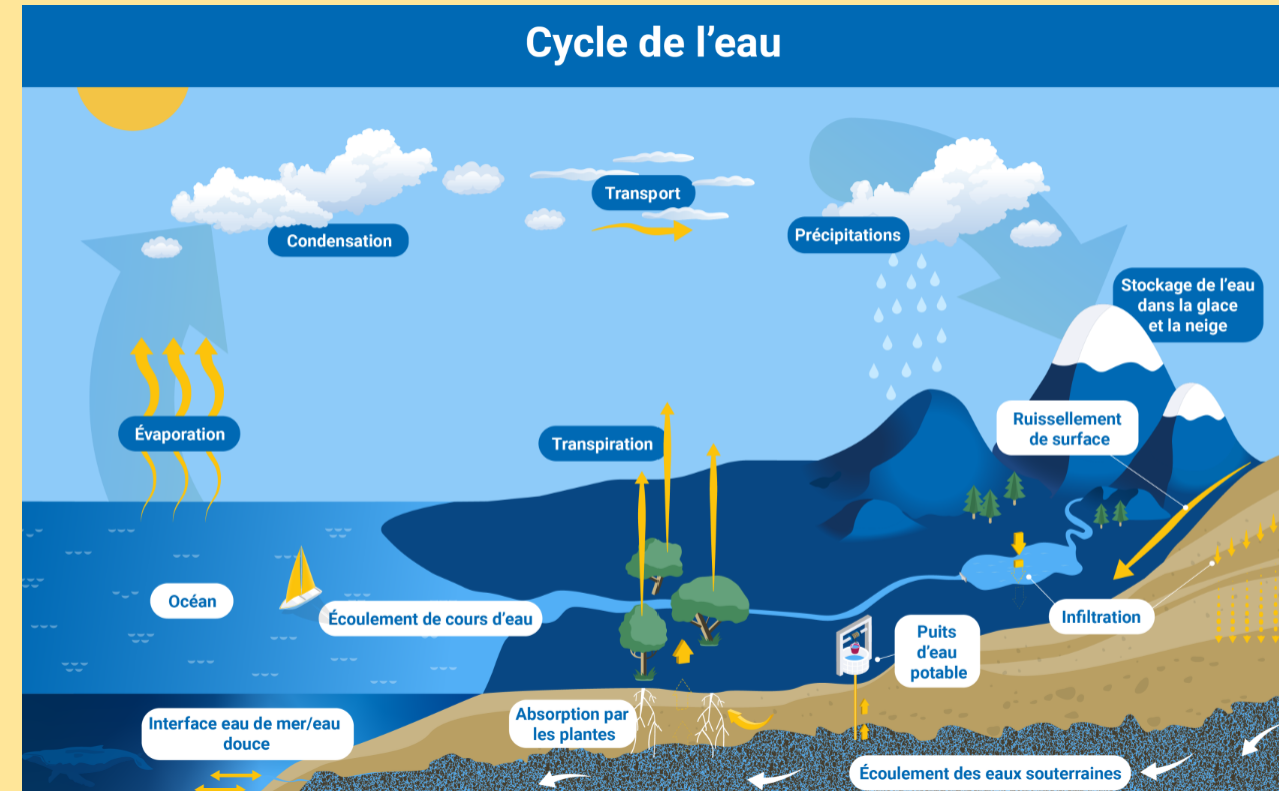 Cycle de l’eau
Transport
Condensation
Précipitations
Stockage de l’eau
dans la glace
et la neige
Évaporation
Transpiration
Ruissellement
de surface
Océan
Écoulement de cours d’eau
Infiltration
Puits
d’eau
potable
Interface eau de mer/eau
douce
Absorption par
les plantes
Écoulement des eaux souterraines